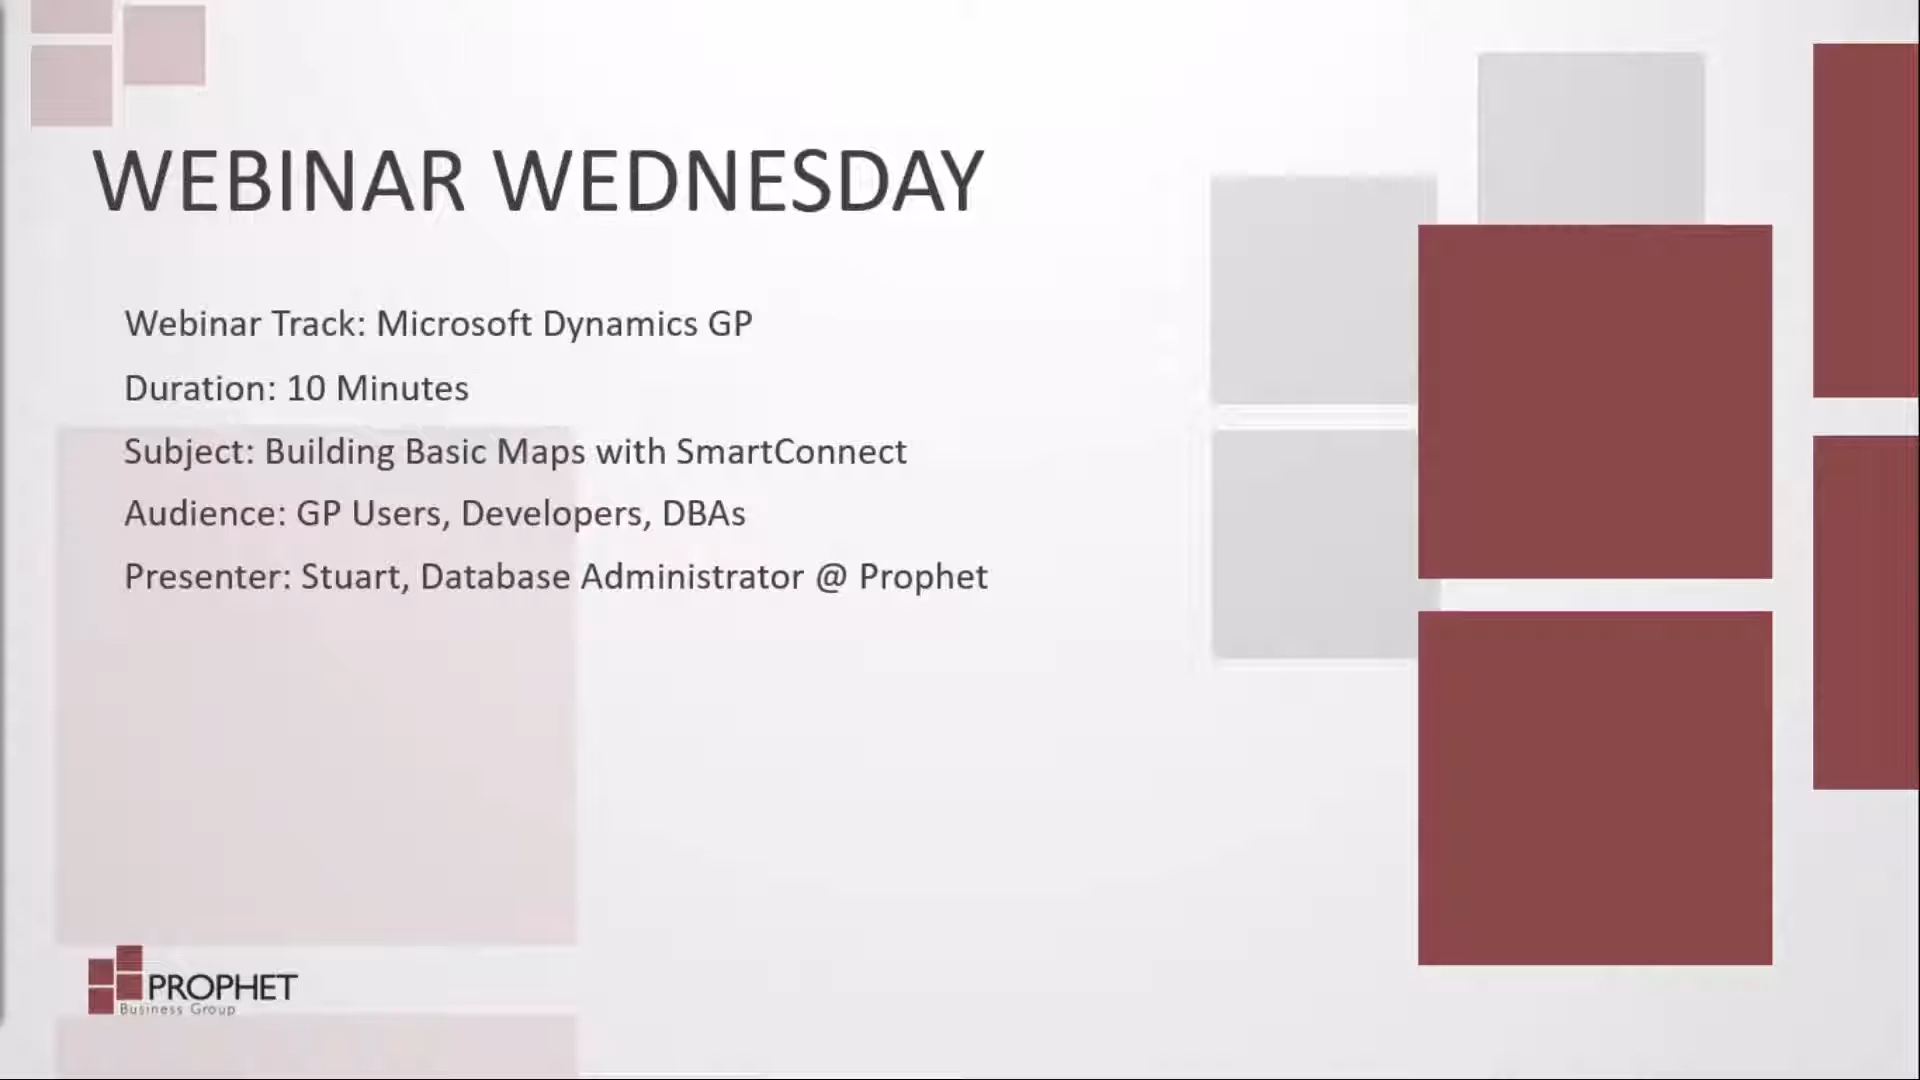 WEBINAR WEDNESDAY
Webinar Track: Microsoft Dynamics GP
Duration: 10 Minutes
Subject: Building Basic Maps with SmartConnect
Audience: GP Users, Developers, DBAs
Presenter: Stuart, Database Administrator @ Prophet
PROPHET
Business Group